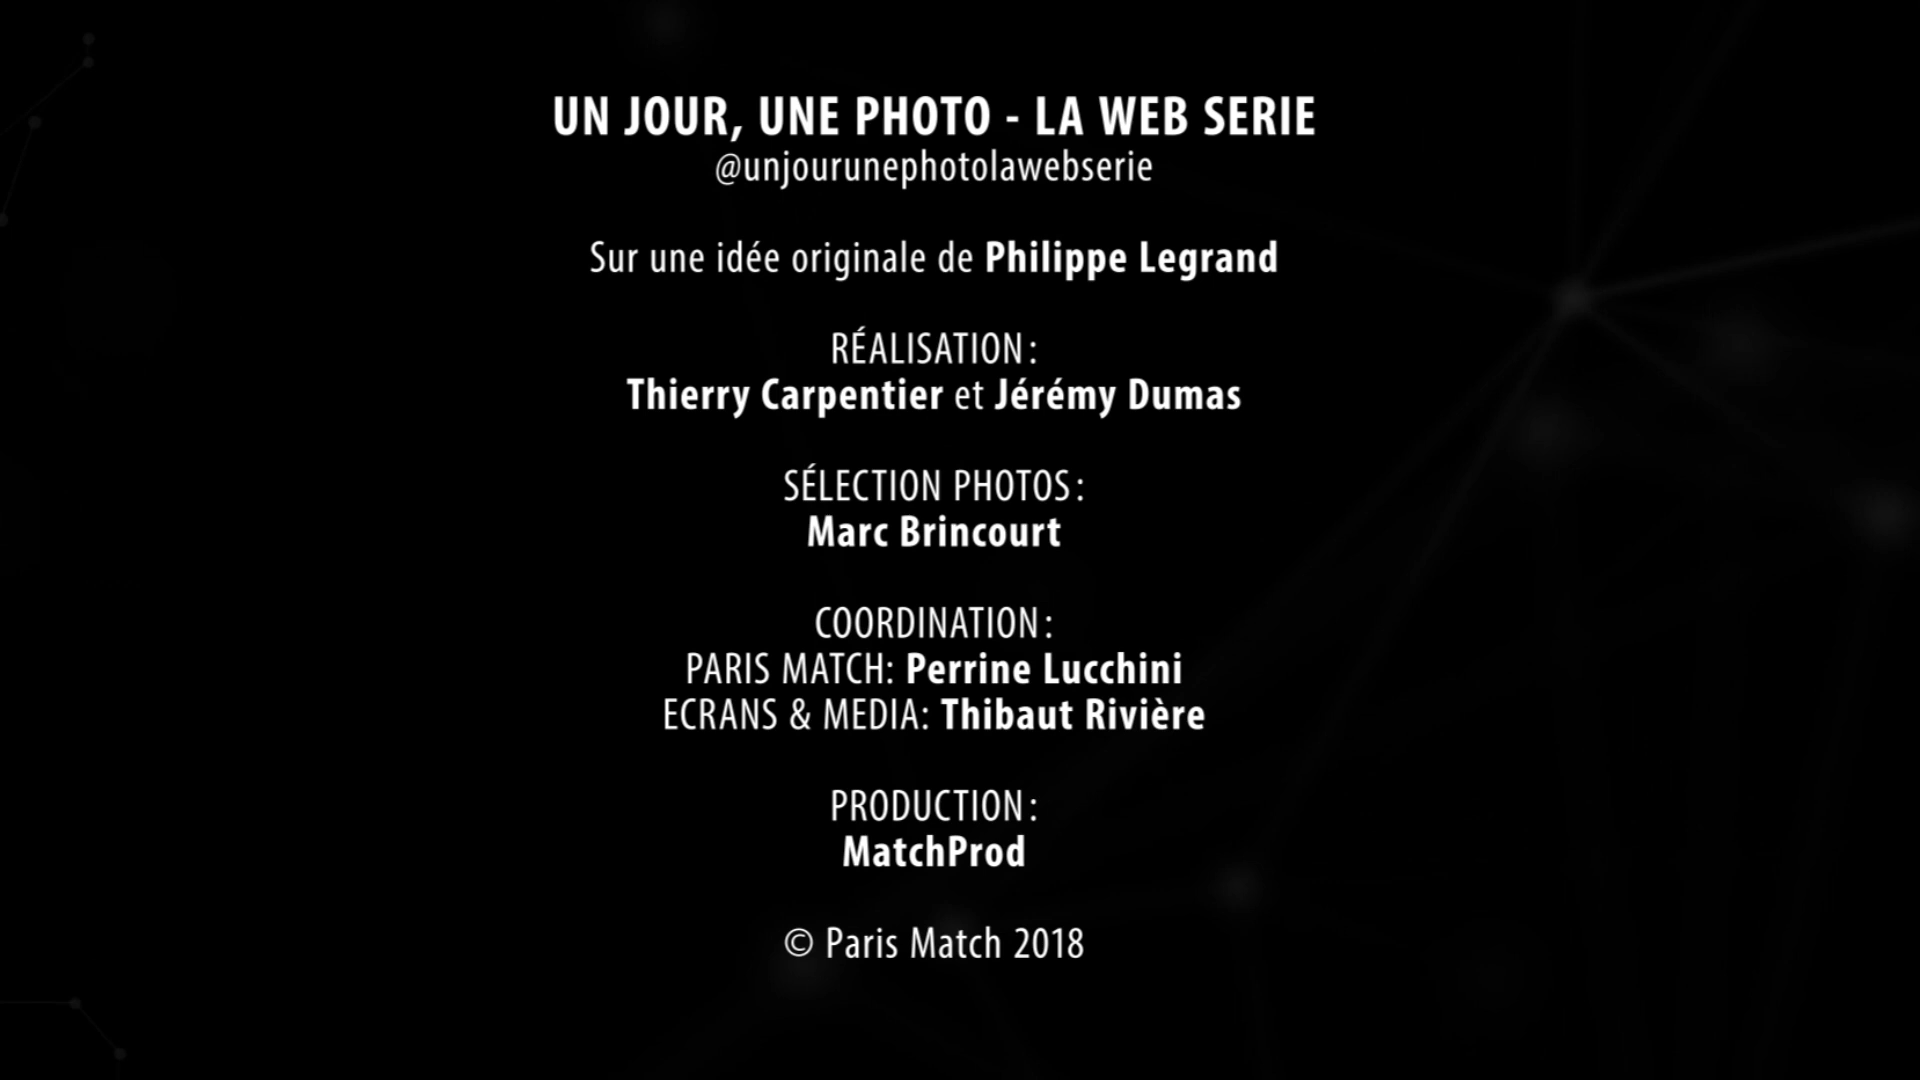 UN JOUR, UNE PHOTO - LA WEB SERIE
@unjourunephotolawebserie
Sur une idée originale de Philippe Legrand
RÉALISATION :
Thierry Carpentier et Jérémy Dumas
SÉLECTION PHOTOS :
Marc Brincourt
COORDINATION :
PARIS MATCH: Perrine Lucchini
ECRANS & MEDIA: Thibaut Rivière
PRODUCTION :
MatchProd
© Paris Match 2018